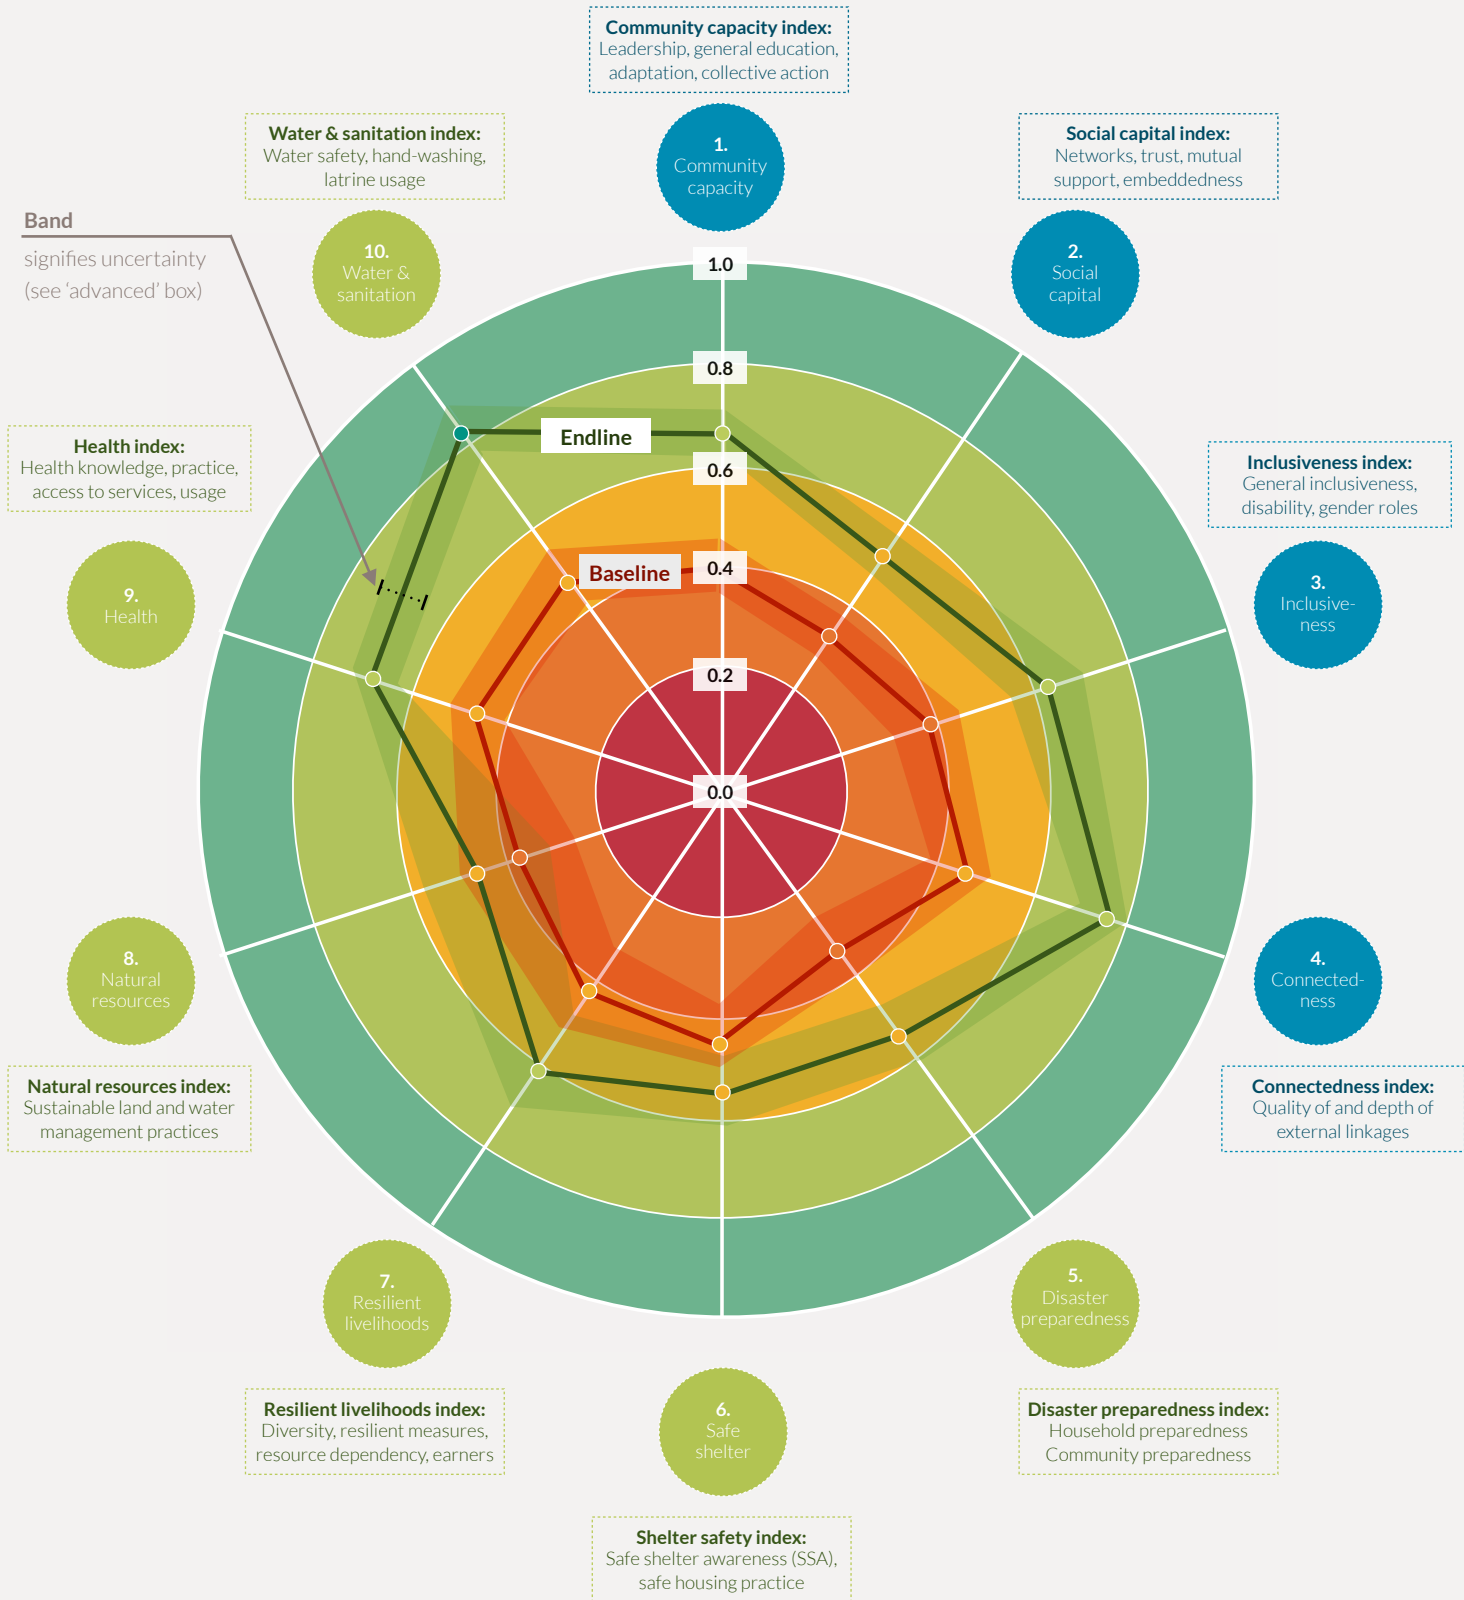 Community capacity index:
Leadership, general education,
adaptation, collective action
1.
Community
capacity
Water & sanitation index:
Water safety, hand-washing,
latrine usage
10.
Water &
sanitation
Social capital index:
Networks, trust, mutual
support, embeddedness
2.
Social
capital
Band
signifies uncertainty
(see ‘advanced’ box)
1.0
0.8
0.6
0.4
0.2
0.0
Endline
Baseline
Health index:
Health knowledge, practice,
access to services, usage
9.
Health
Inclusiveness index:
General inclusiveness,
disability, gender roles
3.
Inclusive-
ness
8.
Natural
resources
Natural resources index:
Sustainable land and water
management practices
4.
Connected-
ness
Connectedness index:
Quality of and depth of
external linkages
7.
Resilient
livelihoods
Resilient livelihoods index:
Diversity, resilient measures,
resource dependency, earners
5.
Disaster
preparedness
Disaster preparedness index:
Household preparedness
Community preparedness
6.
Safe
shelter
Shelter safety index:
Safe shelter awareness (SSA),
safe housing practice